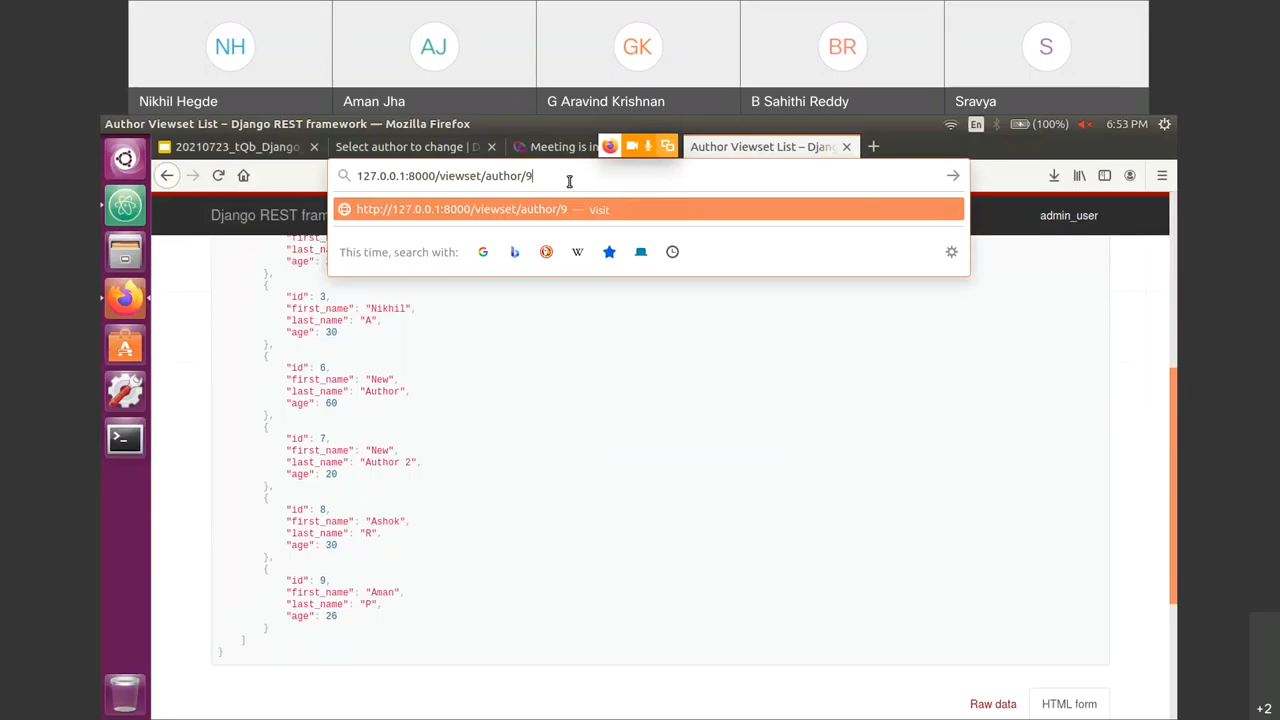 NH
AJ
GK
BR
S
Nikhil Hegde
Aman Jha
G Aravind Krishnan
B Sahithi Reddy
Sravya
Author Viewset List – Django REST framework — Mozilla Firefox
En
(100%)
6:53 PM
20210723_tQb_Django_
Select author to change | D
Meeting is in
Author Viewset List – Djang
127.0.0.1:8000/viewset/author/9
http://127.0.0.1:8000/viewset/author/9 — Visit
This time, search with:
Django REST fram
admin_user
"first_
"last_n
"age":
},
{
"id": 3,
"first_name": "Nikhil",
"last_name": "A",
"age": 30
},
{
"id": 6,
"first_name": "New",
"last_name": "Author",
"age": 60
},
{
"id": 7,
"first_name": "New",
"last_name": "Author 2",
"age": 20
},
{
"id": 8,
"first_name": "Ashok",
"last_name": "R",
"age": 30
},
{
"id": 9,
"first_name": "Aman",
"last_name": "P",
"age": 26
}
]
}
Raw data
HTML form
+2